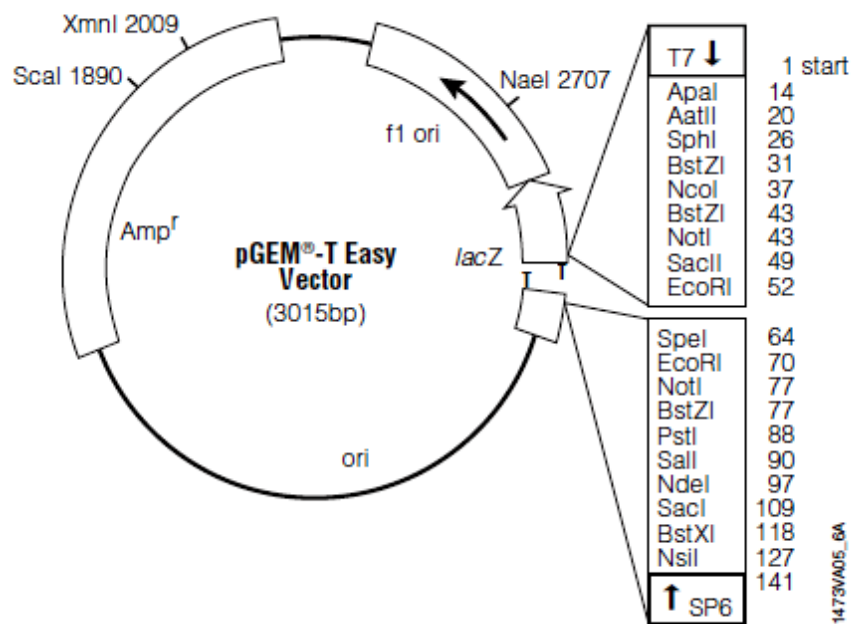 XmnI 2009
ScaI 1890
NaeI 2707
f1 ori
Ampʳ
pGEM®-T Easy
Vector
(3015bp)
lacZ
T
T
ori
T7 ↓
1 start
ApaI 14
AatII 20
SphI 26
BstZI 31
NcoI 37
BstZI 43
NotI 43
SacII 49
EcoRI 52
SpeI 64
EcoRI 70
NotI 77
BstZI 77
PstI 88
SalI 90
NdeI 97
SacI 109
BstXI 118
NsiI 127
141
↑ SP6
1473VA05_6A